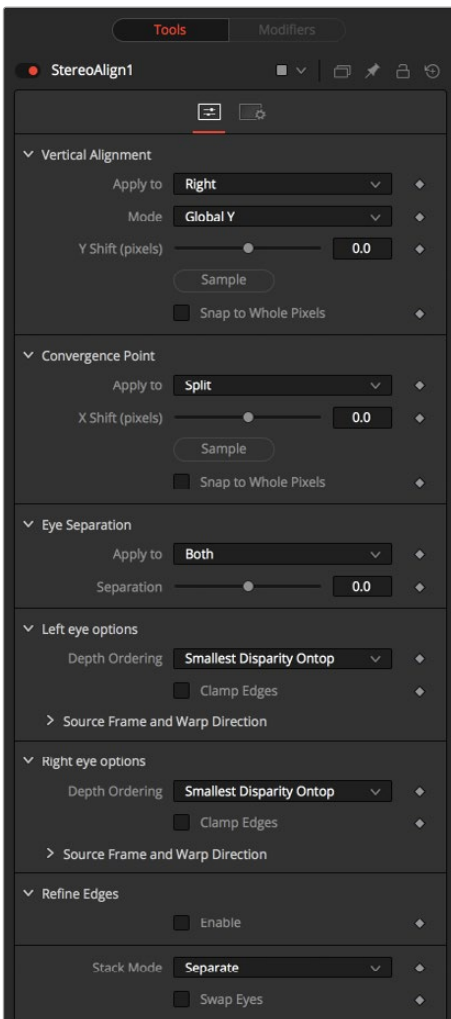 Tools Modifiers
StereoAlign1
Vertical Alignment
Apply to Right
Mode Global Y
Y Shift (pixels) 0.0
Sample
Snap to Whole Pixels
Convergence Point
Apply to Split
X Shift (pixels) 0.0
Sample
Snap to Whole Pixels
Eye Separation
Apply to Both
Separation 0.0
Left eye options
Depth Ordering Smallest Disparity Ontop
Clamp Edges
Source Frame and Warp Direction
Right eye options
Depth Ordering Smallest Disparity Ontop
Clamp Edges
Source Frame and Warp Direction
Refine Edges
Enable
Stack Mode Separate
Swap Eyes